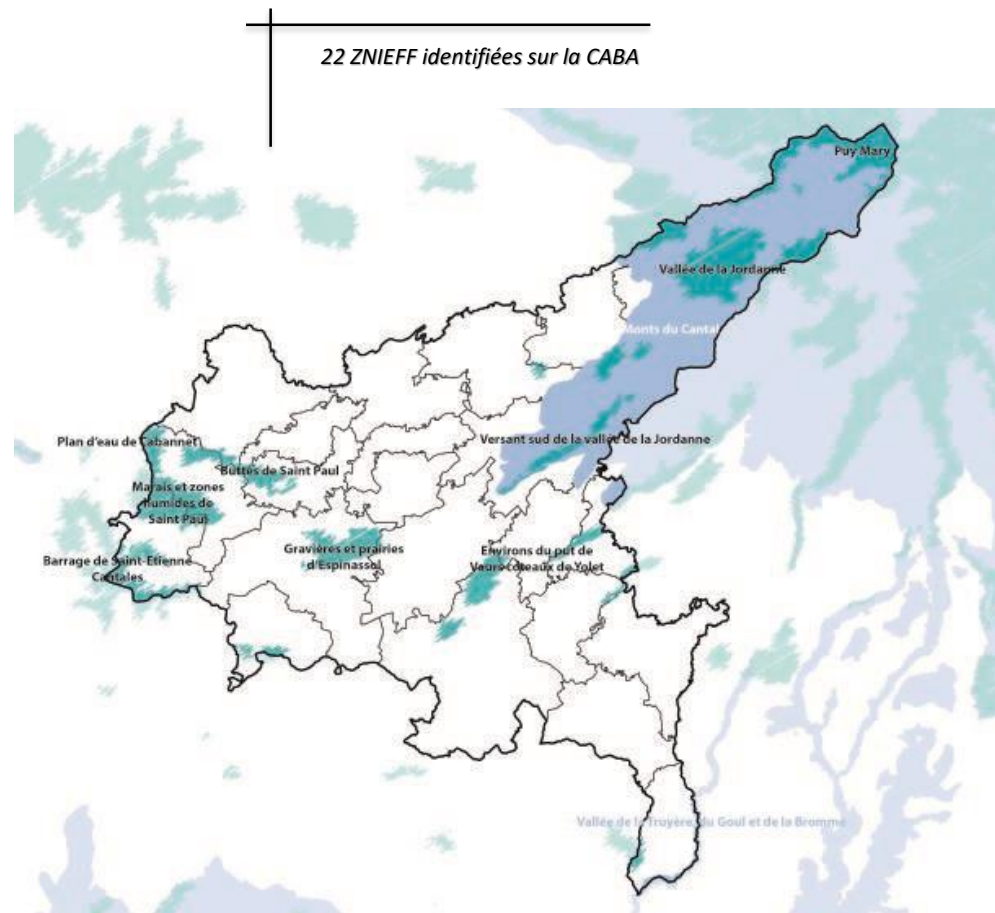 22 ZNIEFF identifiées sur la CABA
Puy Mary
Vallée de la Jordanne
Monts du Cantal
Plan d'eau de Cabannet
Versant sud de la vallée de la Jordanne
Buttes de Saint Paul
Marais et zones
humides de
Saint Paul
Gravières et prairies
d'Espinassol
Environs du put de
Yeure coteaux de Yolet
Barrage de Saint-Etienne
Cantales
Vallée de la Truyère, du Goul et de la Bromme